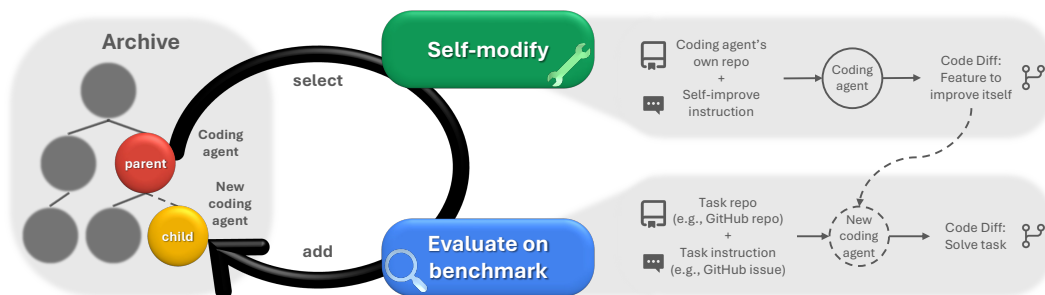 Archive
parent
child
Coding
agent
New
coding
agent
select
add
Self-modify
Evaluate on
benchmark
Coding agent's
own repo
+
Self-improve
instruction
Coding
agent
Code Diff:
Feature to
improve itself
Task repo
(e.g., GitHub repo)
+
Task instruction
(e.g., GitHub issue)
New
coding
agent
Code Diff:
Solve task